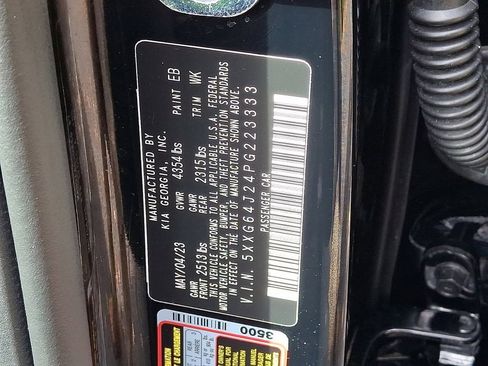 MANUFACTURED BY
KIA GEORGIA, INC.
MAY/04/23 GVWR 4354 lbs PAINT EB
GAWR FRONT 2513 lbs GAWR REAR 2315 lbs TRIM WK
THIS VEHICLE CONFORMS TO ALL APPLICABLE U.S.A. FEDERAL
MOTOR VEHICLE SAFETY, BUMPER, AND THEFT PREVENTION STANDARDS
IN EFFECT ON THE DATE OF MANUFACTURE SHOWN ABOVE.
V.I.N. 5XXG64J24PG223333
PASSENGER CAR
3500
REAR
ARRIERE